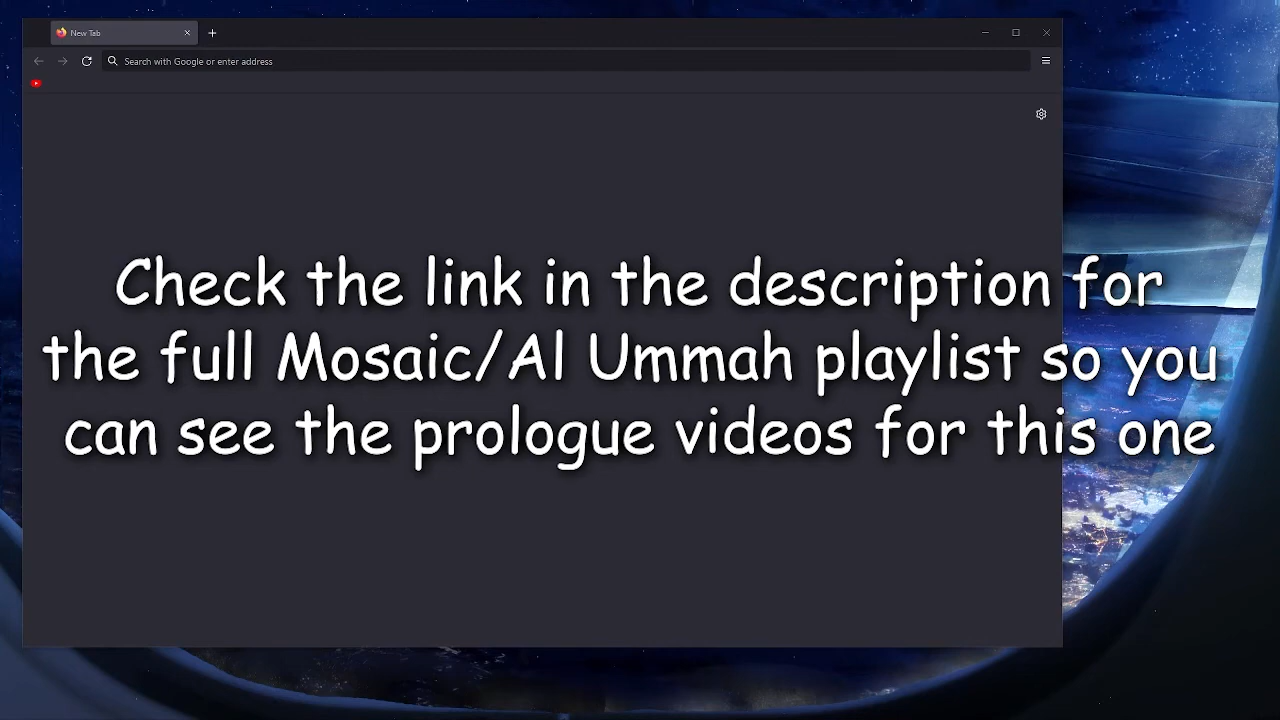 New Tab
Search with Google or enter address
Check the link in the description for
the full Mosaic/Al Ummah playlist so you
can see the prologue videos for this one